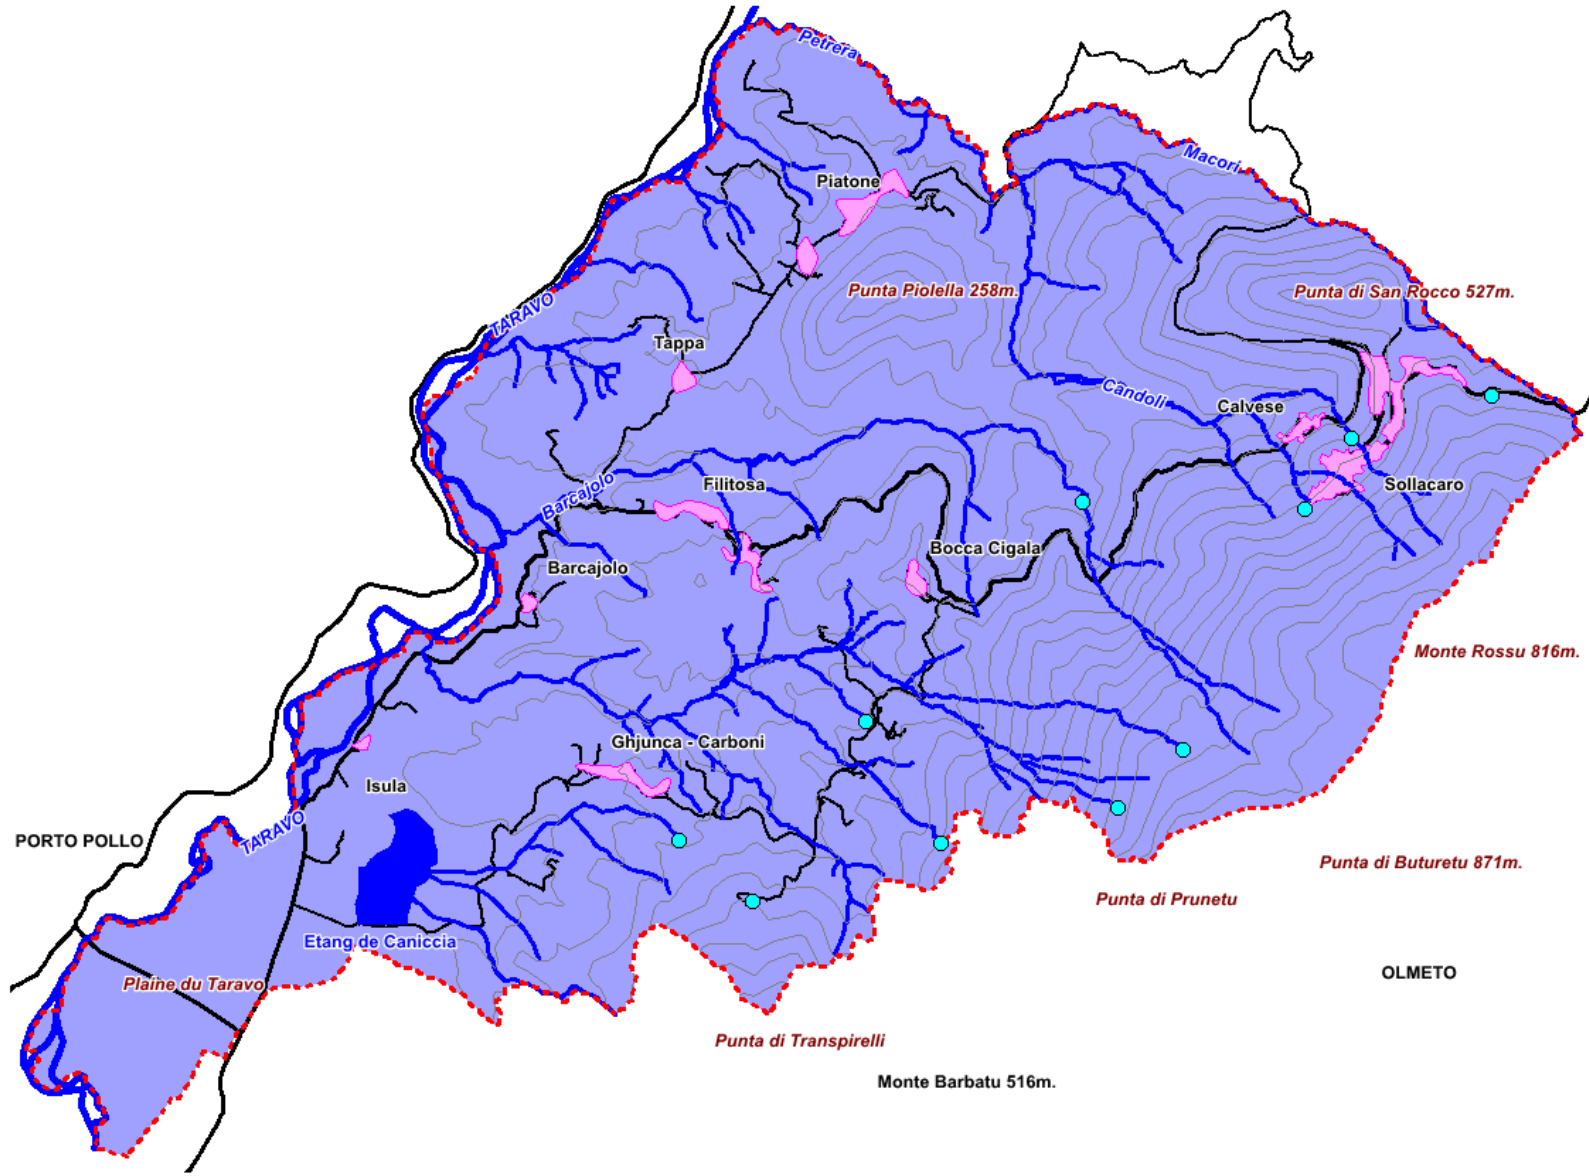 Petrera
Macori
Piatone
Punta Piolella 258m.
Punta di San Rocco 527m.
TARAVO
Tappa
Candoli
Calvese
Filitosa
Sollacaro
Barcajolo
Bocca Cigala
Barcajolo
Monte Rossu 816m.
Ghjunca - Carboni
Isula
TARAVO
PORTO POLLO
Punta di Buturetu 871m.
Punta di Prunetu
Etang de Caniccia
OLMETO
Plaine du Taravo
Punta di Transpirelli
Monte Barbatu 516m.